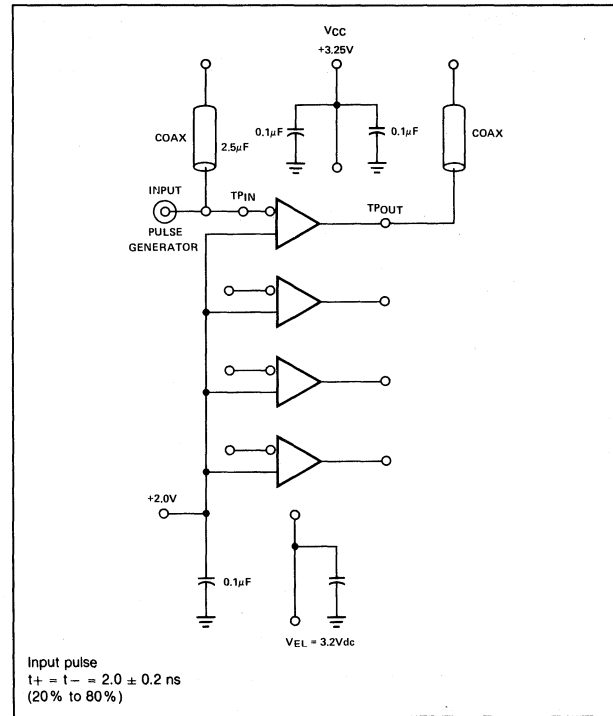 VCC
+3.25V
COAX
2.5µF
0.1µF
0.1µF
COAX
INPUT
TPIN
TPOUT
PULSE
GENERATOR
+2.0V
0.1µF
VEL = 3.2Vdc
Input pulse
t+ = t− = 2.0 ± 0.2 ns
(20% to 80%)